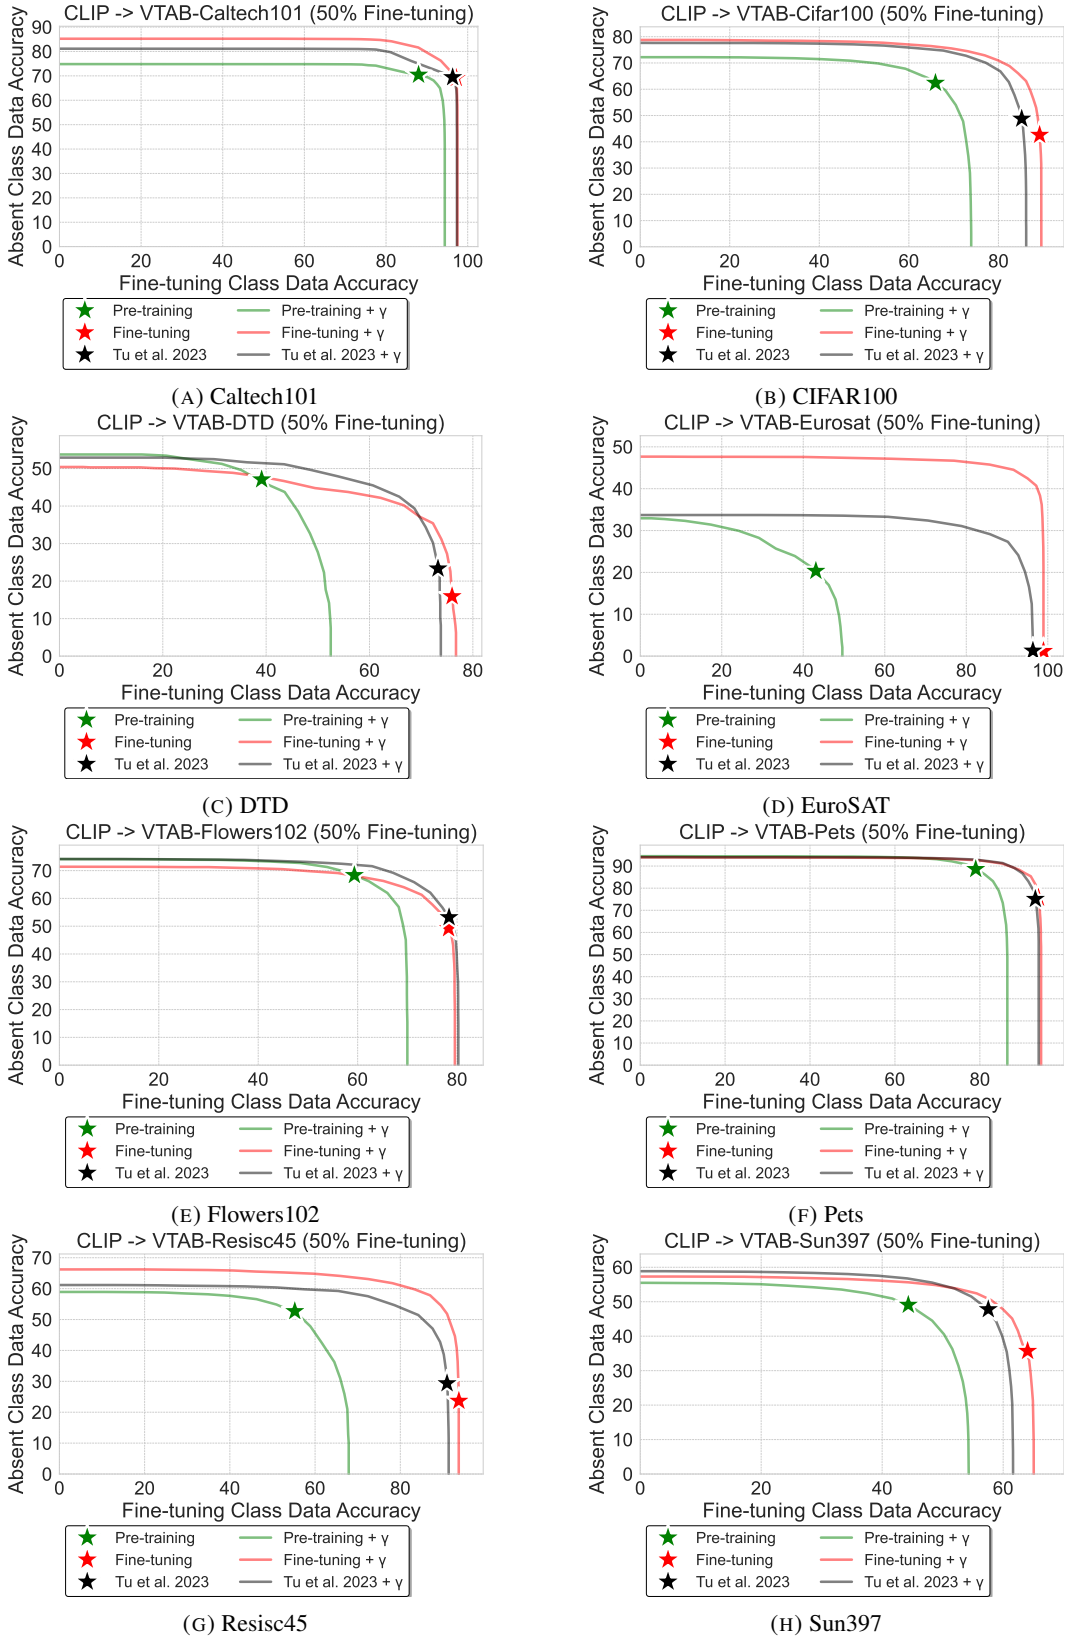 CLIP -> VTAB-Caltech101 (50% Fine-tuning)
Absent Class Data Accuracy
90
80
70
60
50
40
30
20
10
0
0 20 40 60 80 100
Fine-tuning Class Data Accuracy
Pre-training Pre-training + γ
Fine-tuning Fine-tuning + γ
Tu et al. 2023 Tu et al. 2023 + γ
(A) Caltech101
CLIP -> VTAB-Cifar100 (50% Fine-tuning)
Absent Class Data Accuracy
80
70
60
50
40
30
20
10
0
0 20 40 60 80
Fine-tuning Class Data Accuracy
Pre-training Pre-training + γ
Fine-tuning Fine-tuning + γ
Tu et al. 2023 Tu et al. 2023 + γ
(B) CIFAR100
CLIP -> VTAB-DTD (50% Fine-tuning)
Absent Class Data Accuracy
50
40
30
20
10
0
0 20 40 60 80
Fine-tuning Class Data Accuracy
Pre-training Pre-training + γ
Fine-tuning Fine-tuning + γ
Tu et al. 2023 Tu et al. 2023 + γ
(C) DTD
CLIP -> VTAB-Eurosat (50% Fine-tuning)
Absent Class Data Accuracy
50
40
30
20
10
0
0 20 40 60 80 100
Fine-tuning Class Data Accuracy
Pre-training Pre-training + γ
Fine-tuning Fine-tuning + γ
Tu et al. 2023 Tu et al. 2023 + γ
(D) EuroSAT
CLIP -> VTAB-Flowers102 (50% Fine-tuning)
Absent Class Data Accuracy
70
60
50
40
30
20
10
0
0 20 40 60 80
Fine-tuning Class Data Accuracy
Pre-training Pre-training + γ
Fine-tuning Fine-tuning + γ
Tu et al. 2023 Tu et al. 2023 + γ
(E) Flowers102
CLIP -> VTAB-Pets (50% Fine-tuning)
Absent Class Data Accuracy
90
80
70
60
50
40
30
20
10
0
0 20 40 60 80
Fine-tuning Class Data Accuracy
Pre-training Pre-training + γ
Fine-tuning Fine-tuning + γ
Tu et al. 2023 Tu et al. 2023 + γ
(F) Pets
CLIP -> VTAB-Resisc45 (50% Fine-tuning)
Absent Class Data Accuracy
70
60
50
40
30
20
10
0
0 20 40 60 80
Fine-tuning Class Data Accuracy
Pre-training Pre-training + γ
Fine-tuning Fine-tuning + γ
Tu et al. 2023 Tu et al. 2023 + γ
(G) Resisc45
CLIP -> VTAB-Sun397 (50% Fine-tuning)
Absent Class Data Accuracy
60
50
40
30
20
10
0
0 20 40 60
Fine-tuning Class Data Accuracy
Pre-training Pre-training + γ
Fine-tuning Fine-tuning + γ
Tu et al. 2023 Tu et al. 2023 + γ
(H) Sun397